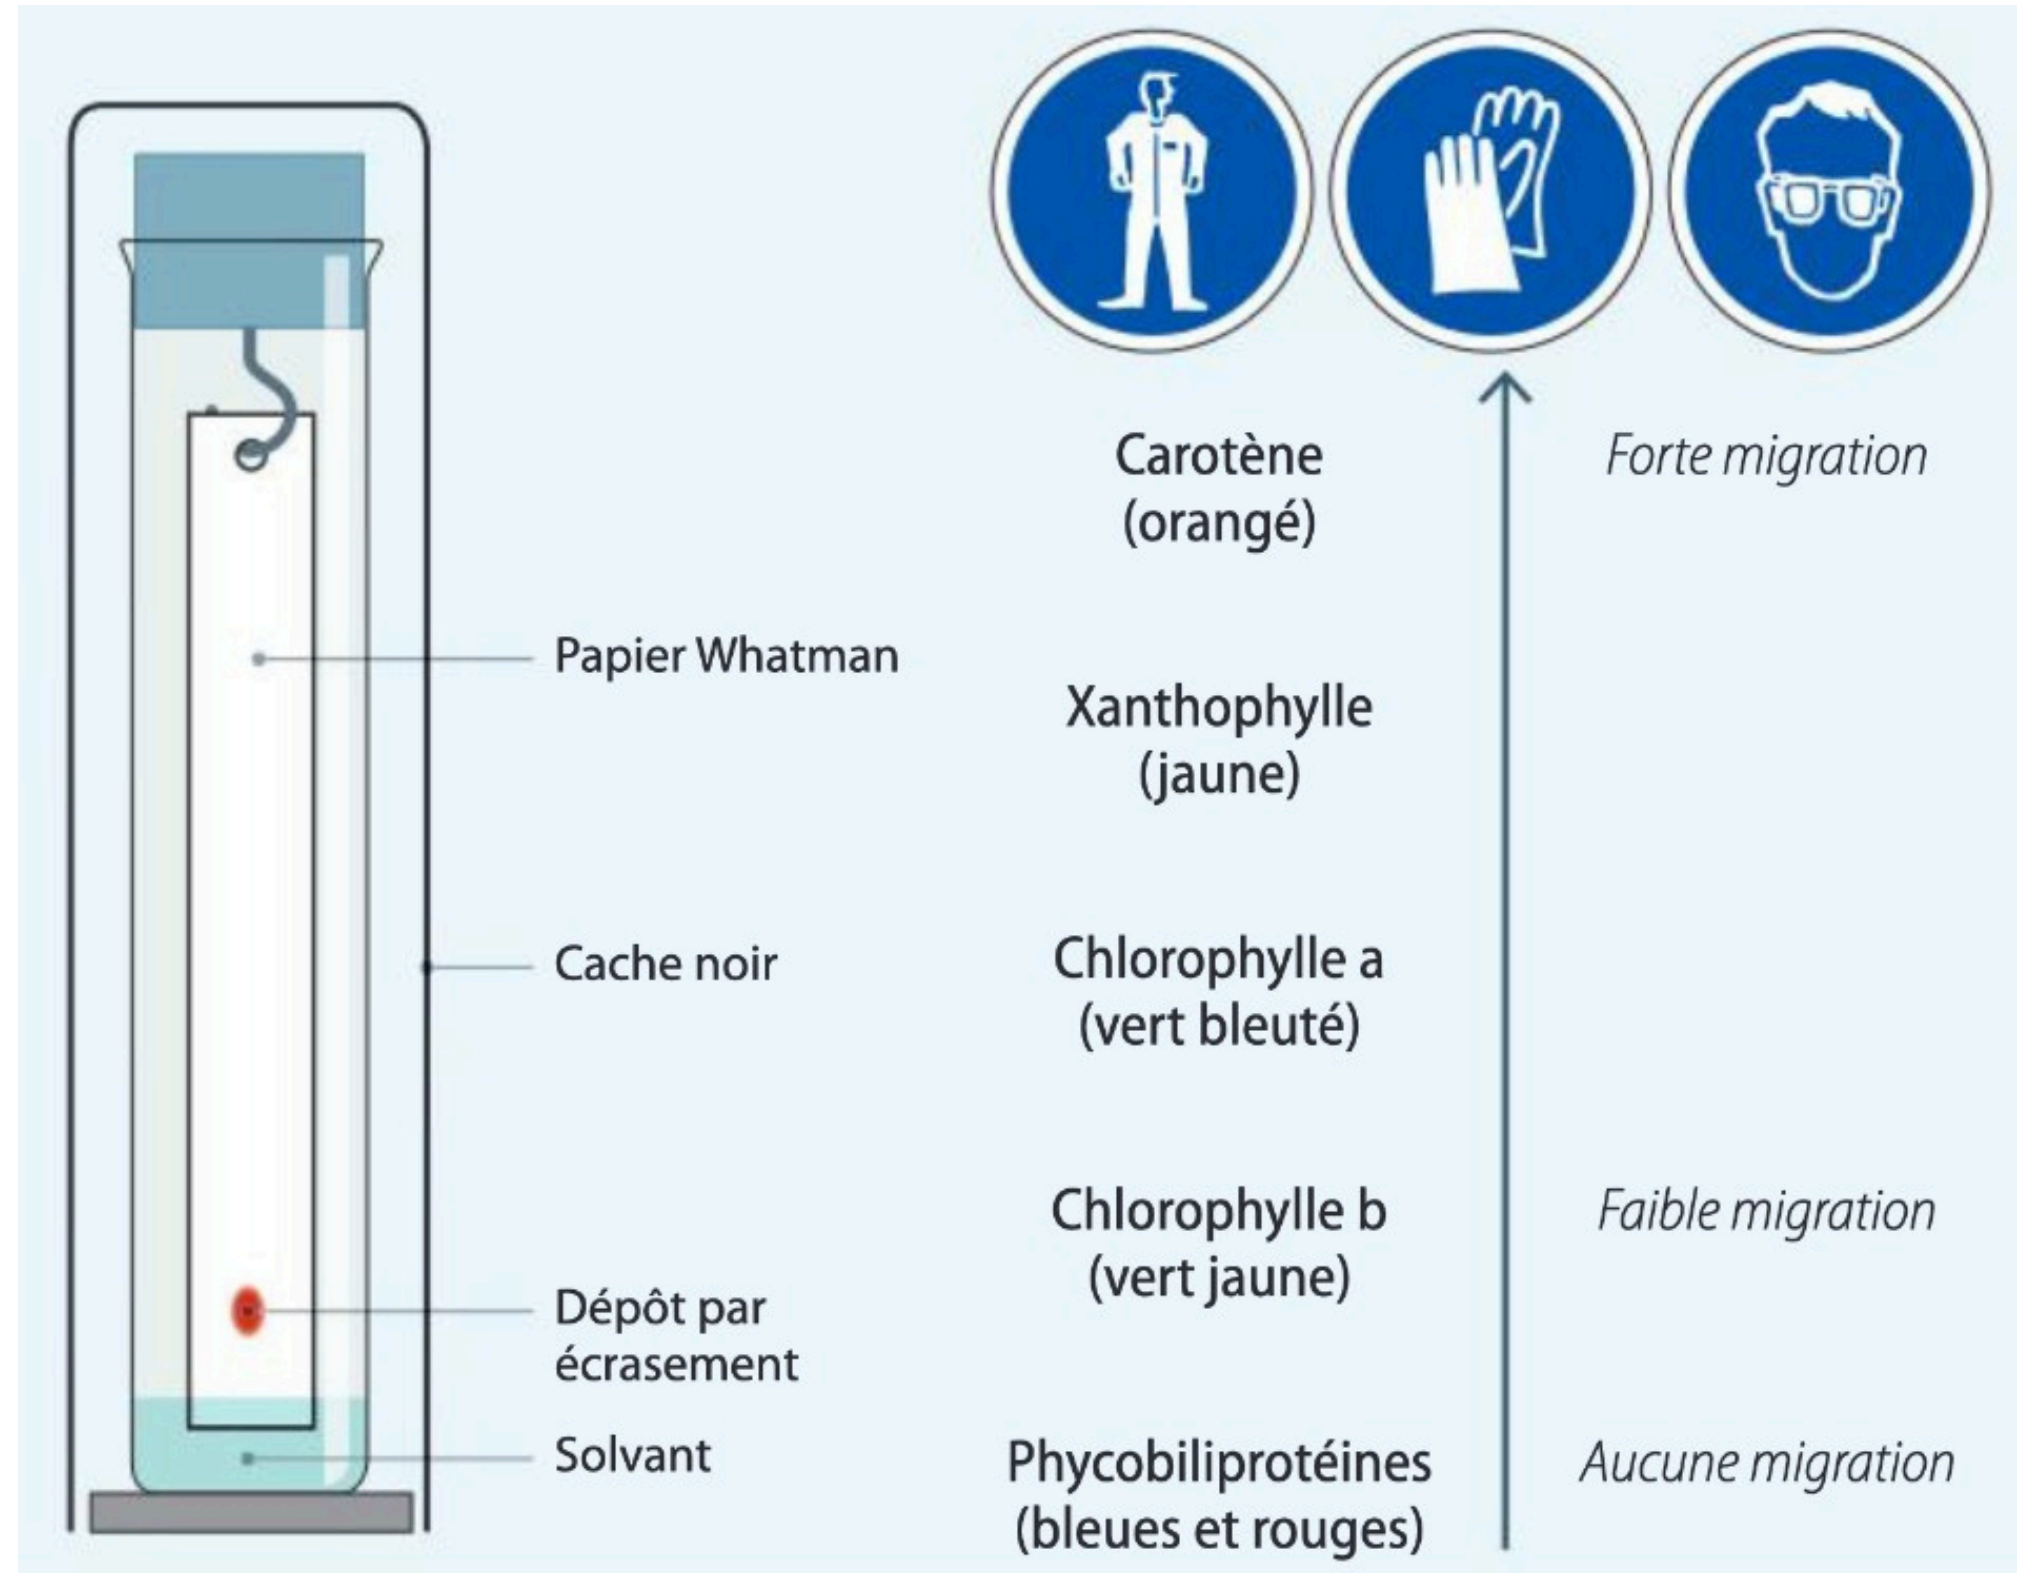 Papier Whatman
Cache noir
Dépôt par
écrasement
Solvant
Carotène
(orangé)
Forte migration
Xanthophylle
(jaune)
Chlorophylle a
(vert bleuté)
Chlorophylle b
(vert jaune)
Faible migration
Phycobiliprotéines
(bleues et rouges)
Aucune migration